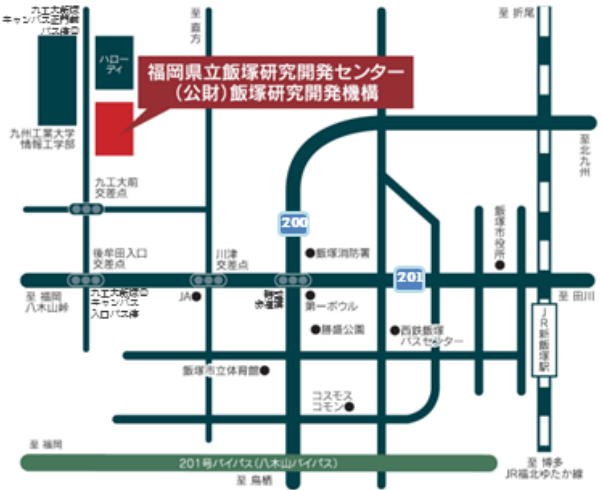 九工大飯塚
キャンパス正門前
バス停
至 直方
至 折尾
ハロー
デイ
福岡県立飯塚研究開発センター
（公財）飯塚研究開発機構
九州工業大学
情報工学部
至 北九州
九工大前
交差点
飯塚市役所
200
後牟田入口
交差点
川津
交差点
飯塚消防署
201
至 福岡
八木山峠
九工大飯塚
キャンパス
入口バス停
JA
第一ボウル
至 田川
勝盛公園
西鉄飯塚
バスセンター
JR新飯塚駅
飯塚市立体育館
コスモス
コモン
至 福岡
201号バイパス（八木山バイパス）
至 鳥栖
至 博多
JR福北ゆたか線